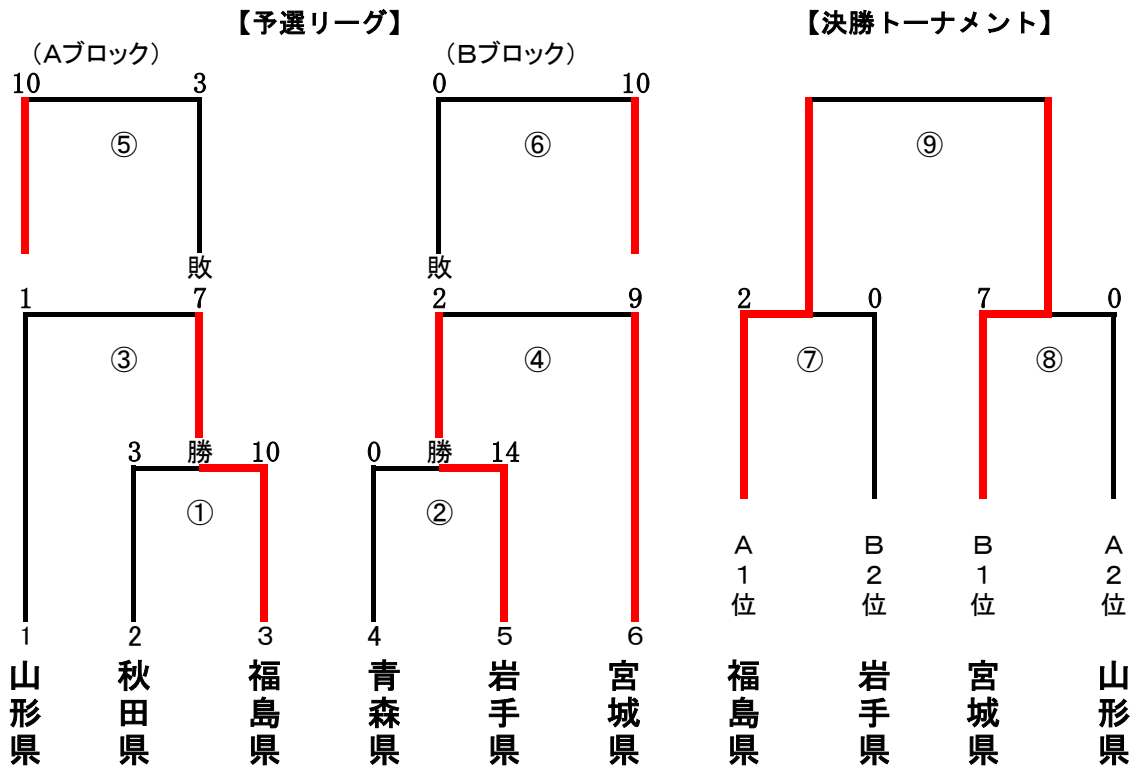 【予選リーグ】
【決勝トーナメント】
（Aブロック）
（Bブロック）
10 3 0 10
⑤ ⑥ ⑨
敗 敗
1 7 2 9 2 0 7 0
③ ④ ⑦ ⑧
3 勝 10 0 勝 14
① ②
A1位 B2位 B1位 A2位
1 2 3 4 5 6
山形県 秋田県 福島県 青森県 岩手県 宮城県 福島県 岩手県 宮城県 山形県